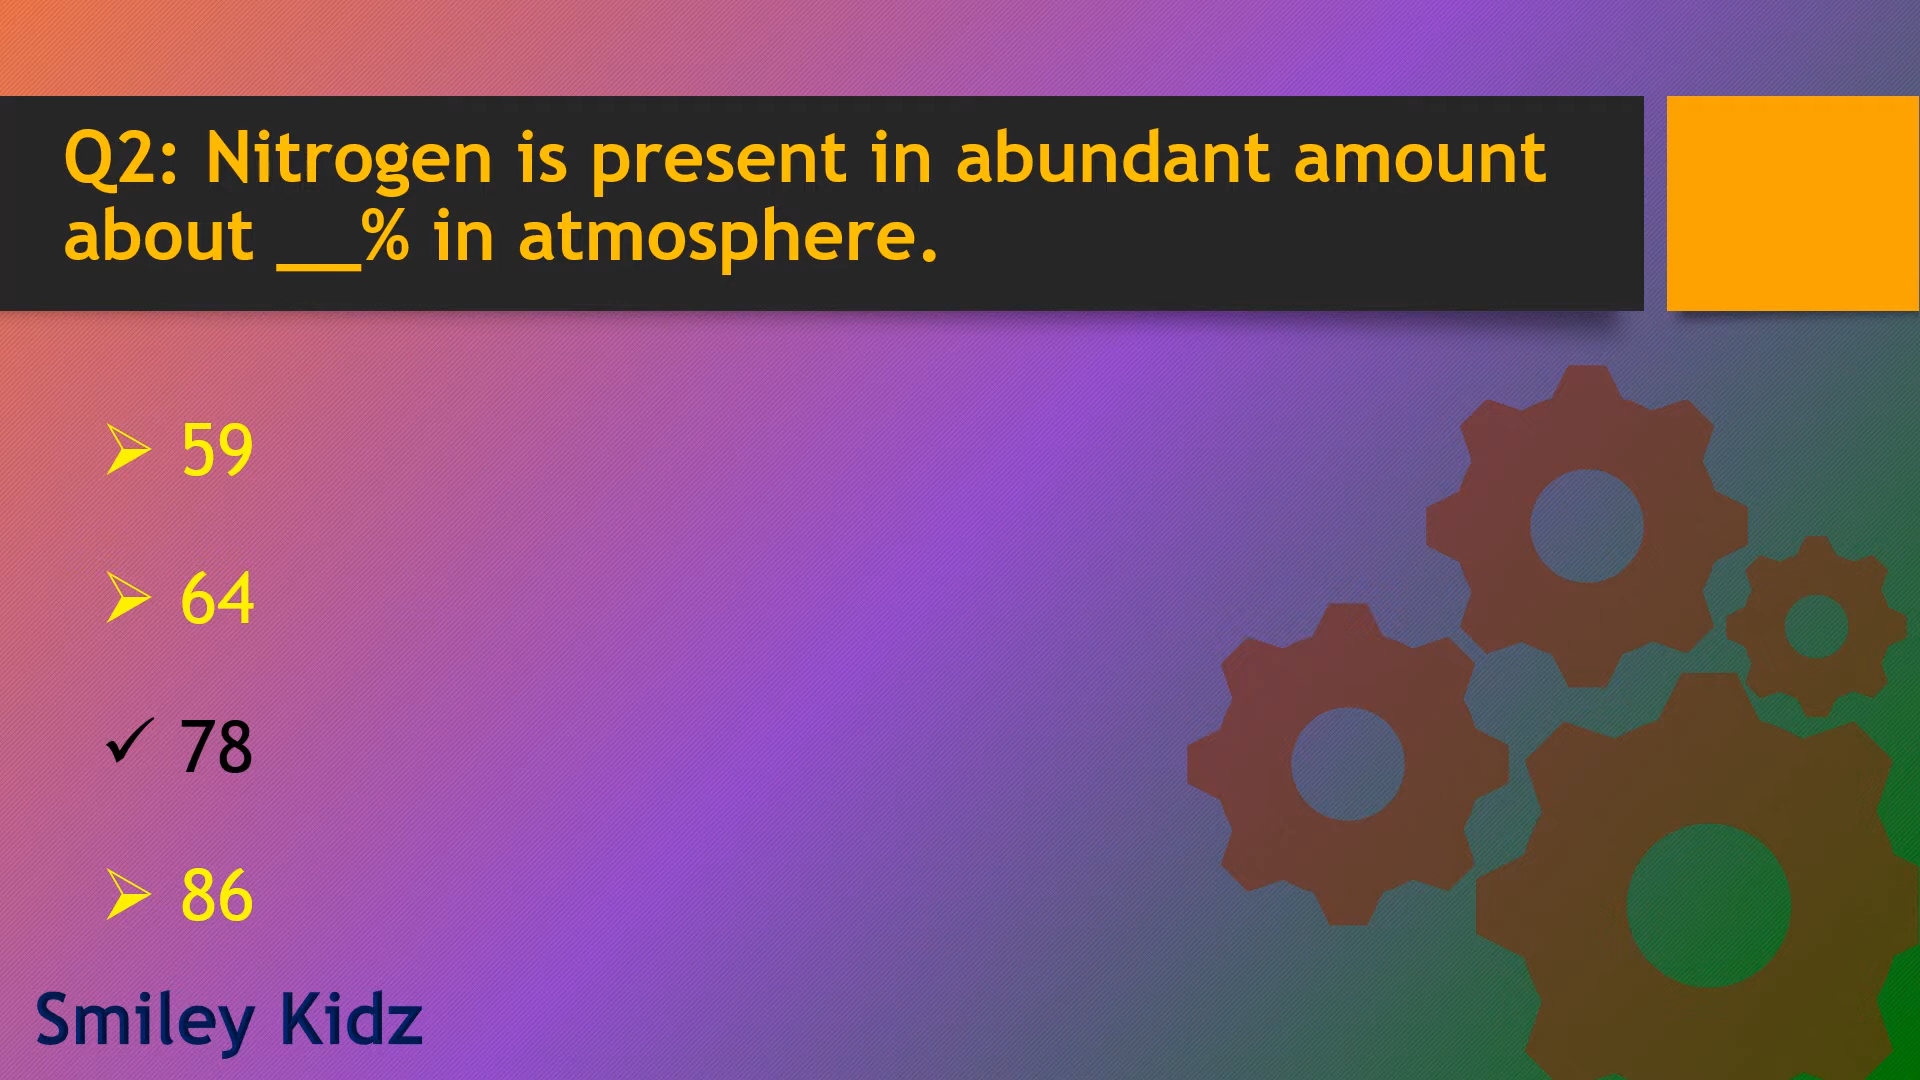 Q2: Nitrogen is present in abundant amount
about __% in atmosphere.
59
64
78
86
Smiley Kidz